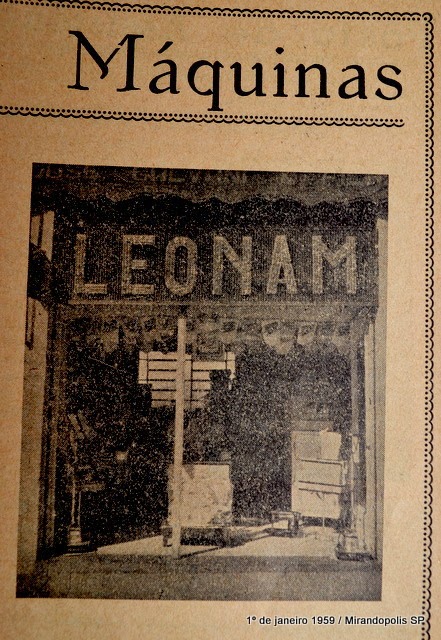 Máquinas
LEONAM
1º de janeiro 1959 / Mirandopolis SP